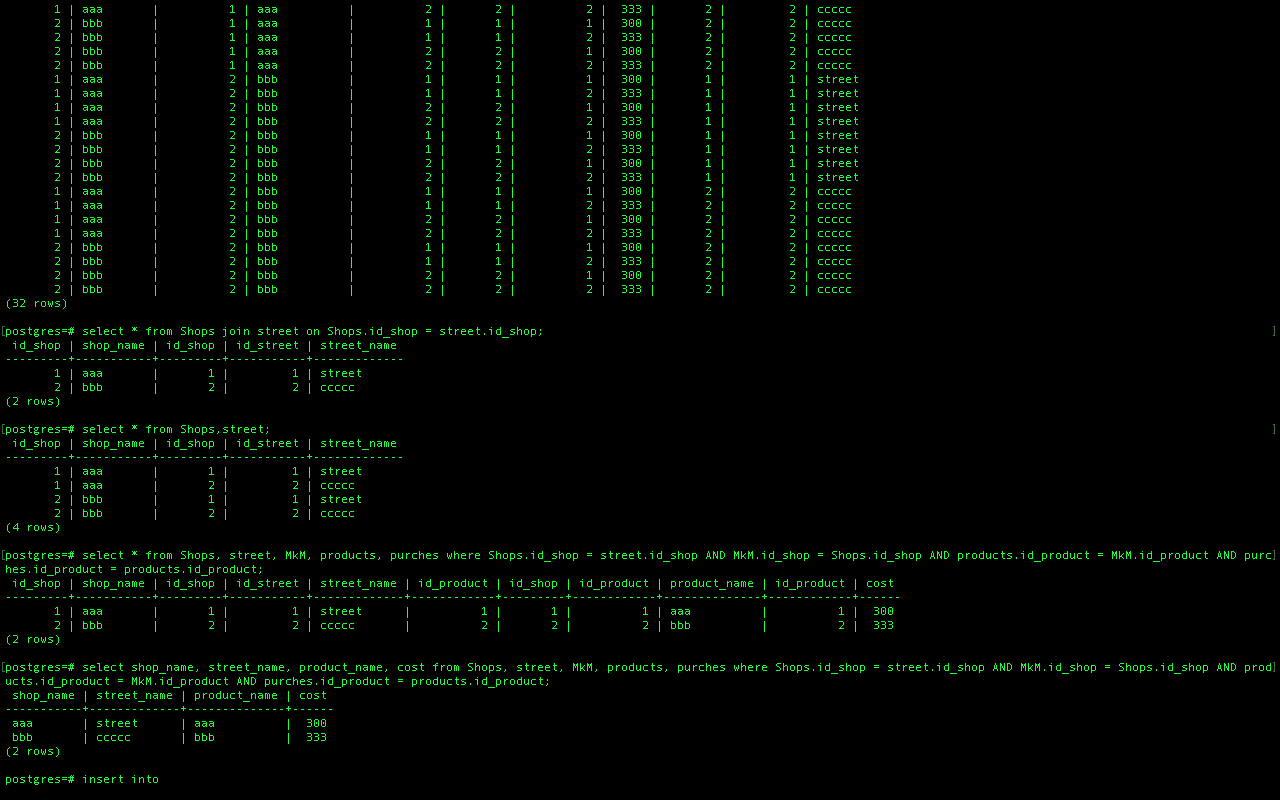 1 | aaa | 1 | aaa | 2 | 2 | 2 | 333 | 2 | 2 | ccccc
2 | bbb | 1 | aaa | 1 | 1 | 1 | 300 | 2 | 2 | ccccc
2 | bbb | 1 | aaa | 1 | 1 | 2 | 333 | 2 | 2 | ccccc
2 | bbb | 1 | aaa | 2 | 2 | 1 | 300 | 2 | 2 | ccccc
2 | bbb | 1 | aaa | 2 | 2 | 2 | 333 | 2 | 2 | ccccc
1 | aaa | 2 | bbb | 1 | 1 | 1 | 300 | 1 | 1 | street
1 | aaa | 2 | bbb | 1 | 1 | 2 | 333 | 1 | 1 | street
1 | aaa | 2 | bbb | 2 | 2 | 1 | 300 | 1 | 1 | street
1 | aaa | 2 | bbb | 2 | 2 | 2 | 333 | 1 | 1 | street
2 | bbb | 2 | bbb | 1 | 1 | 1 | 300 | 1 | 1 | street
2 | bbb | 2 | bbb | 1 | 1 | 2 | 333 | 1 | 1 | street
2 | bbb | 2 | bbb | 2 | 2 | 1 | 300 | 1 | 1 | street
2 | bbb | 2 | bbb | 2 | 2 | 2 | 333 | 1 | 1 | street
1 | aaa | 2 | bbb | 1 | 1 | 1 | 300 | 2 | 2 | ccccc
1 | aaa | 2 | bbb | 1 | 1 | 2 | 333 | 2 | 2 | ccccc
1 | aaa | 2 | bbb | 2 | 2 | 1 | 300 | 2 | 2 | ccccc
1 | aaa | 2 | bbb | 2 | 2 | 2 | 333 | 2 | 2 | ccccc
2 | bbb | 2 | bbb | 1 | 1 | 1 | 300 | 2 | 2 | ccccc
2 | bbb | 2 | bbb | 1 | 1 | 2 | 333 | 2 | 2 | ccccc
2 | bbb | 2 | bbb | 2 | 2 | 1 | 300 | 2 | 2 | ccccc
2 | bbb | 2 | bbb | 2 | 2 | 2 | 333 | 2 | 2 | ccccc
(32 rows)
[postgres=# select * from Shops join street on Shops.id_shop = street.id_shop; ]
id_shop | shop_name | id_shop | id_street | street_name
---------+-----------+---------+-----------+-------------
1 | aaa | 1 | 1 | street
2 | bbb | 2 | 2 | ccccc
(2 rows)
[postgres=# select * from Shops,street; ]
id_shop | shop_name | id_shop | id_street | street_name
---------+-----------+---------+-----------+-------------
1 | aaa | 1 | 1 | street
1 | aaa | 2 | 2 | ccccc
2 | bbb | 1 | 1 | street
2 | bbb | 2 | 2 | ccccc
(4 rows)
[postgres=# select * from Shops, street, MkM, products, purches where Shops.id_shop = street.id_shop AND MkM.id_shop = Shops.id_shop AND products.id_product = MkM.id_product AND purc]
hes.id_product = products.id_product;
id_shop | shop_name | id_shop | id_street | street_name | id_product | id_shop | id_product | product_name | id_product | cost
---------+-----------+---------+-----------+-------------+------------+---------+------------+--------------+------------+------
1 | aaa | 1 | 1 | street | 1 | 1 | 1 | aaa | 1 | 300
2 | bbb | 2 | 2 | ccccc | 2 | 2 | 2 | bbb | 2 | 333
(2 rows)
[postgres=# select shop_name, street_name, product_name, cost from Shops, street, MkM, products, purches where Shops.id_shop = street.id_shop AND MkM.id_shop = Shops.id_shop AND prod]
ucts.id_product = MkM.id_product AND purches.id_product = products.id_product;
shop_name | street_name | product_name | cost
-----------+-------------+--------------+------
aaa | street | aaa | 300
bbb | ccccc | bbb | 333
(2 rows)
postgres=# insert into